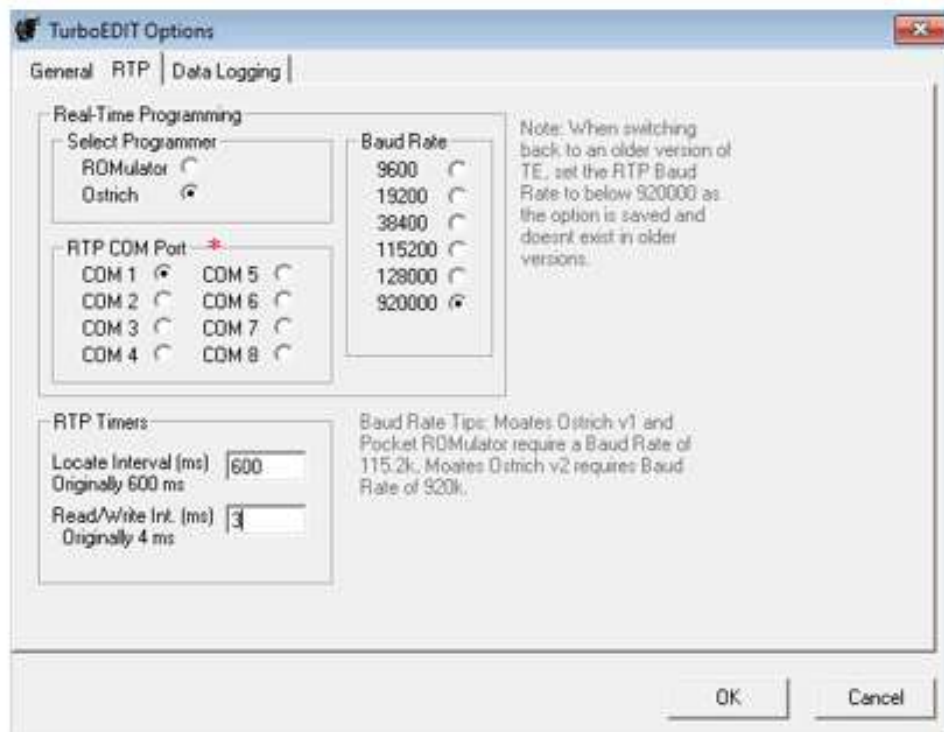 TurboEDIT Options
General RTP Data Logging
Real-Time Programming
Select Programmer
ROMulator
Ostrich
RTP COM Port *
COM 1 COM 5
COM 2 COM 6
COM 3 COM 7
COM 4 COM 8
Baud Rate
9600
19200
38400
115200
128000
920000
Note: When switching
back to an older version of
TE, set the RTP Baud
Rate to below 920000 as
the option is saved and
doesnt exist in older
versions.
RTP Timers
Locate Interval (ms) 600
Originally 600 ms
Read/Write Int. (ms) 3
Originally 4 ms
Baud Rate Tips: Moates Ostrich v1 and
Pocket ROMulator require a Baud Rate of
115.2k. Moates Ostrich v2 requires Baud
Rate of 920k.
OK Cancel